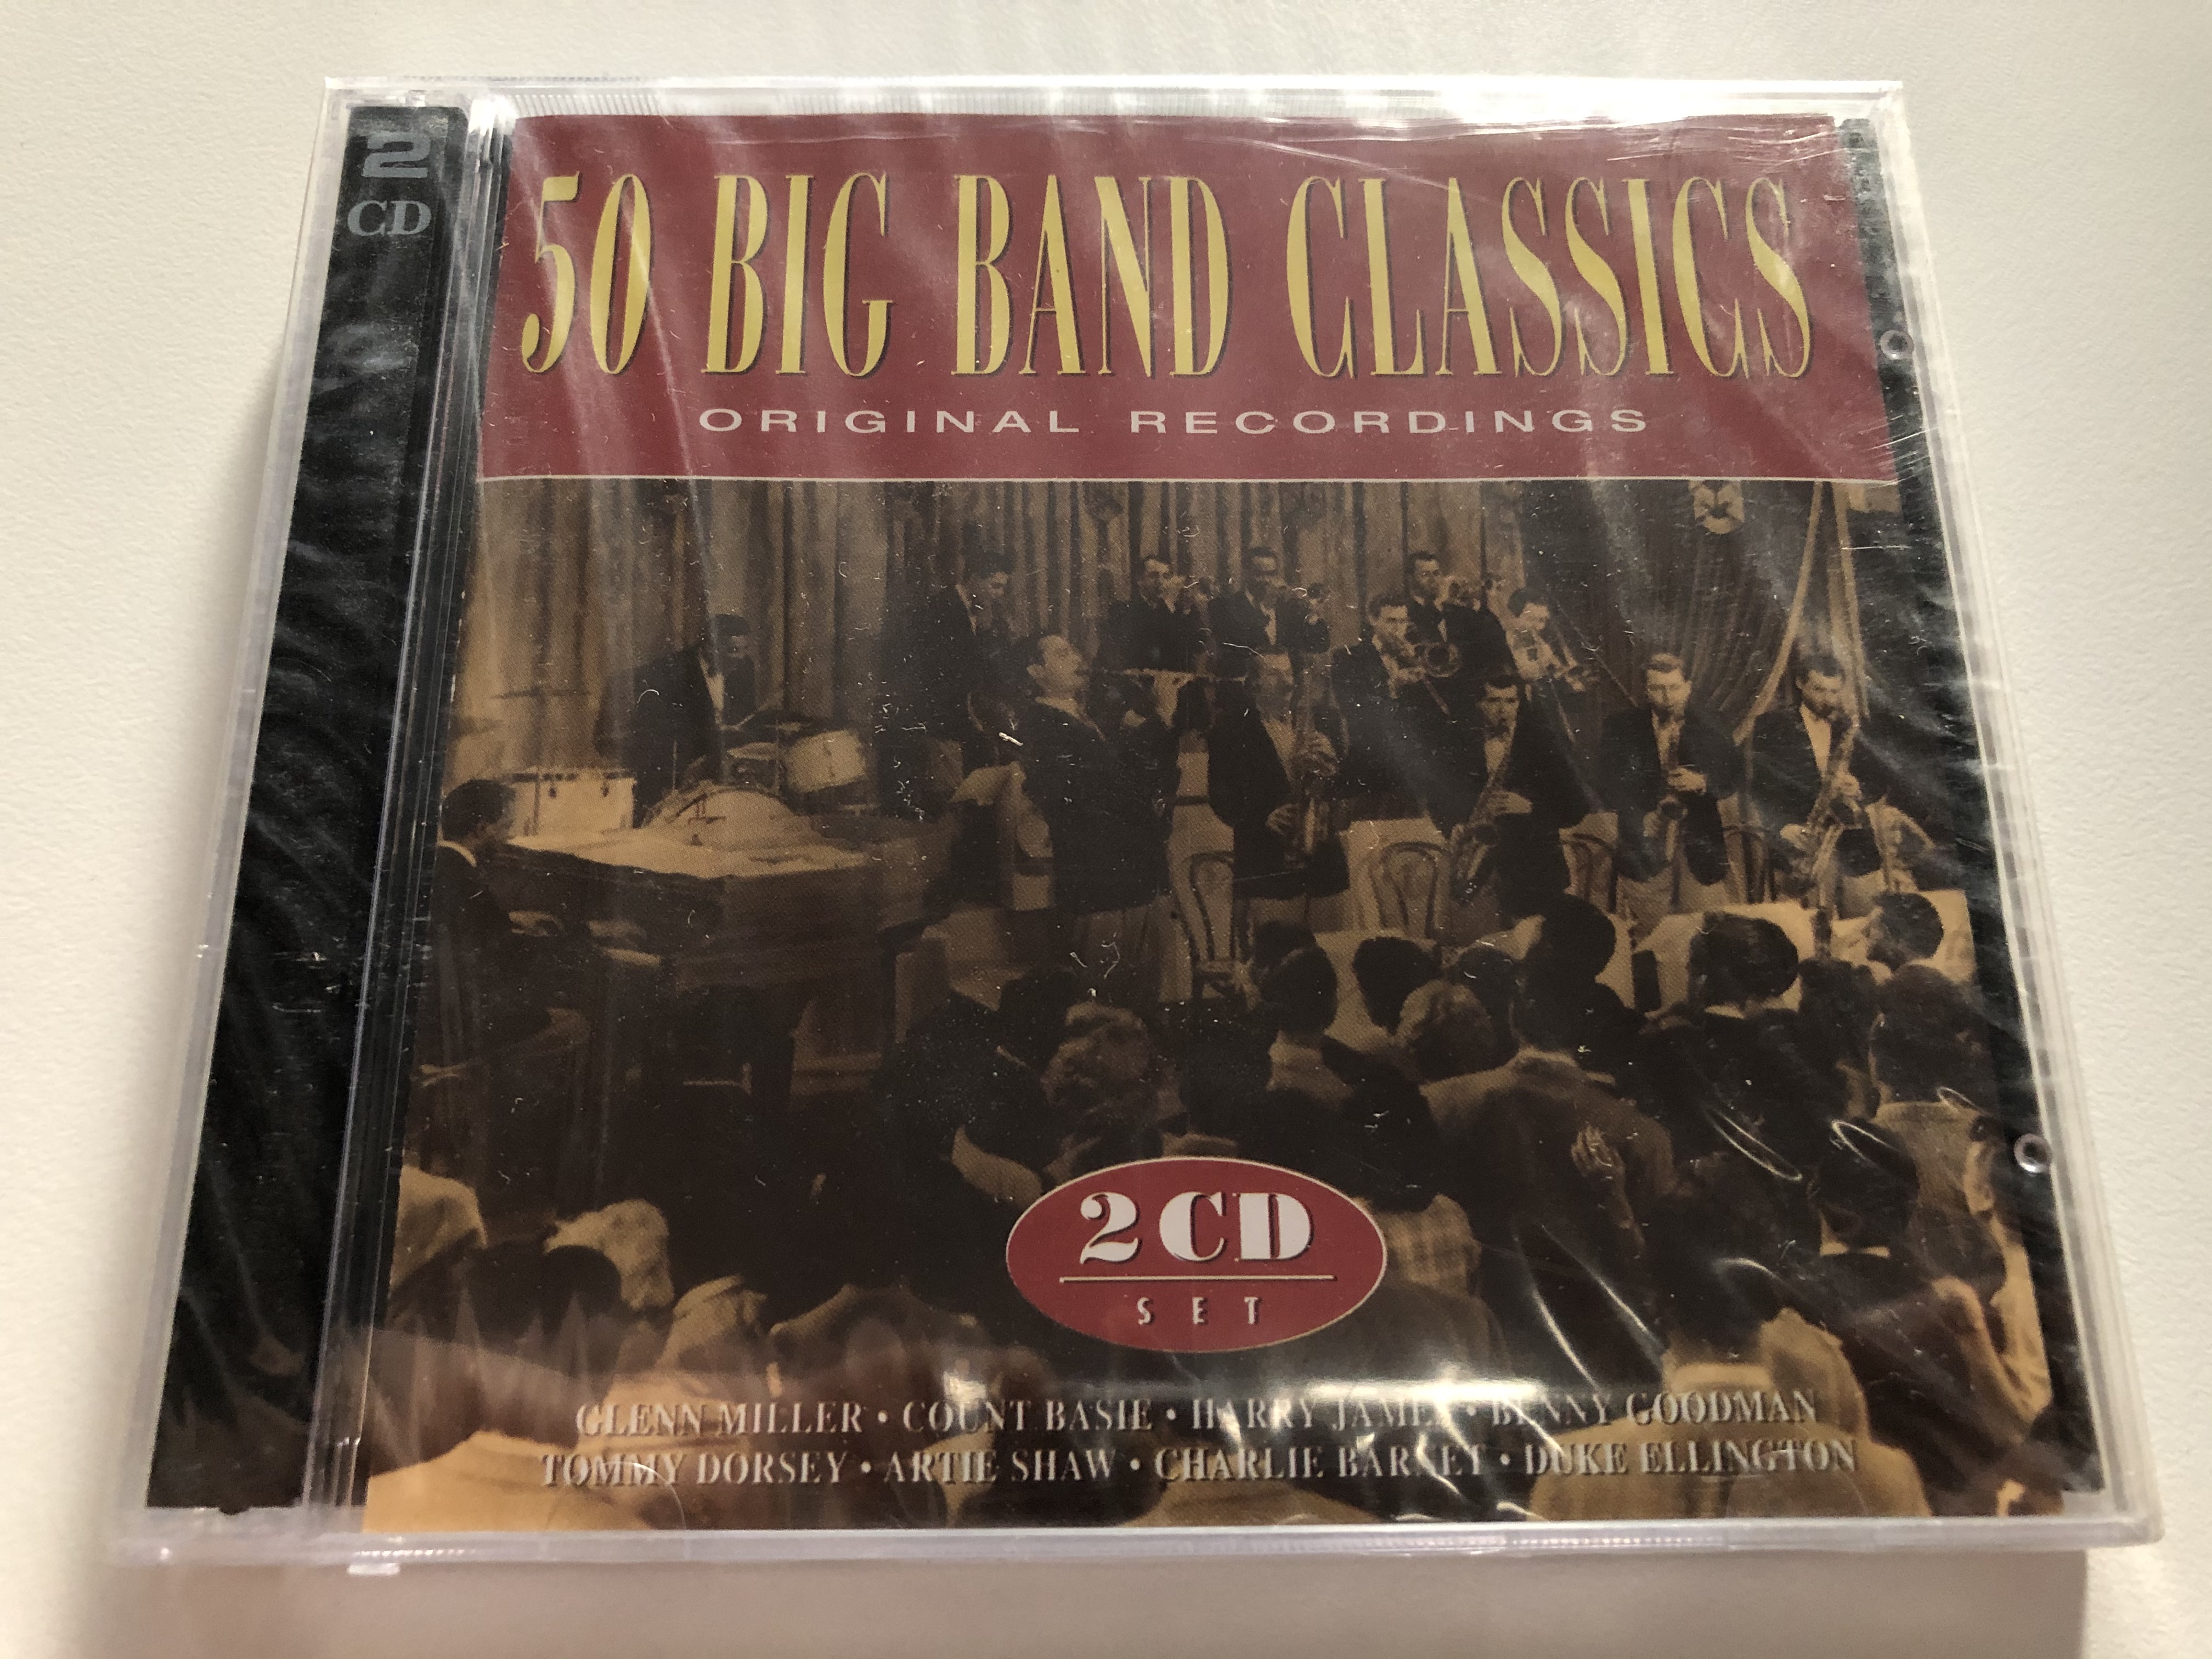 2
CD
50 BIG BAND CLASSICS
ORIGINAL RECORDINGS
2 CD
SET
GLENN MILLER • COUNT BASIE • HARRY JAMES • BENNY GOODMAN
TOMMY DORSEY • ARTIE SHAW • CHARLIE BARNET • DUKE ELLINGTON